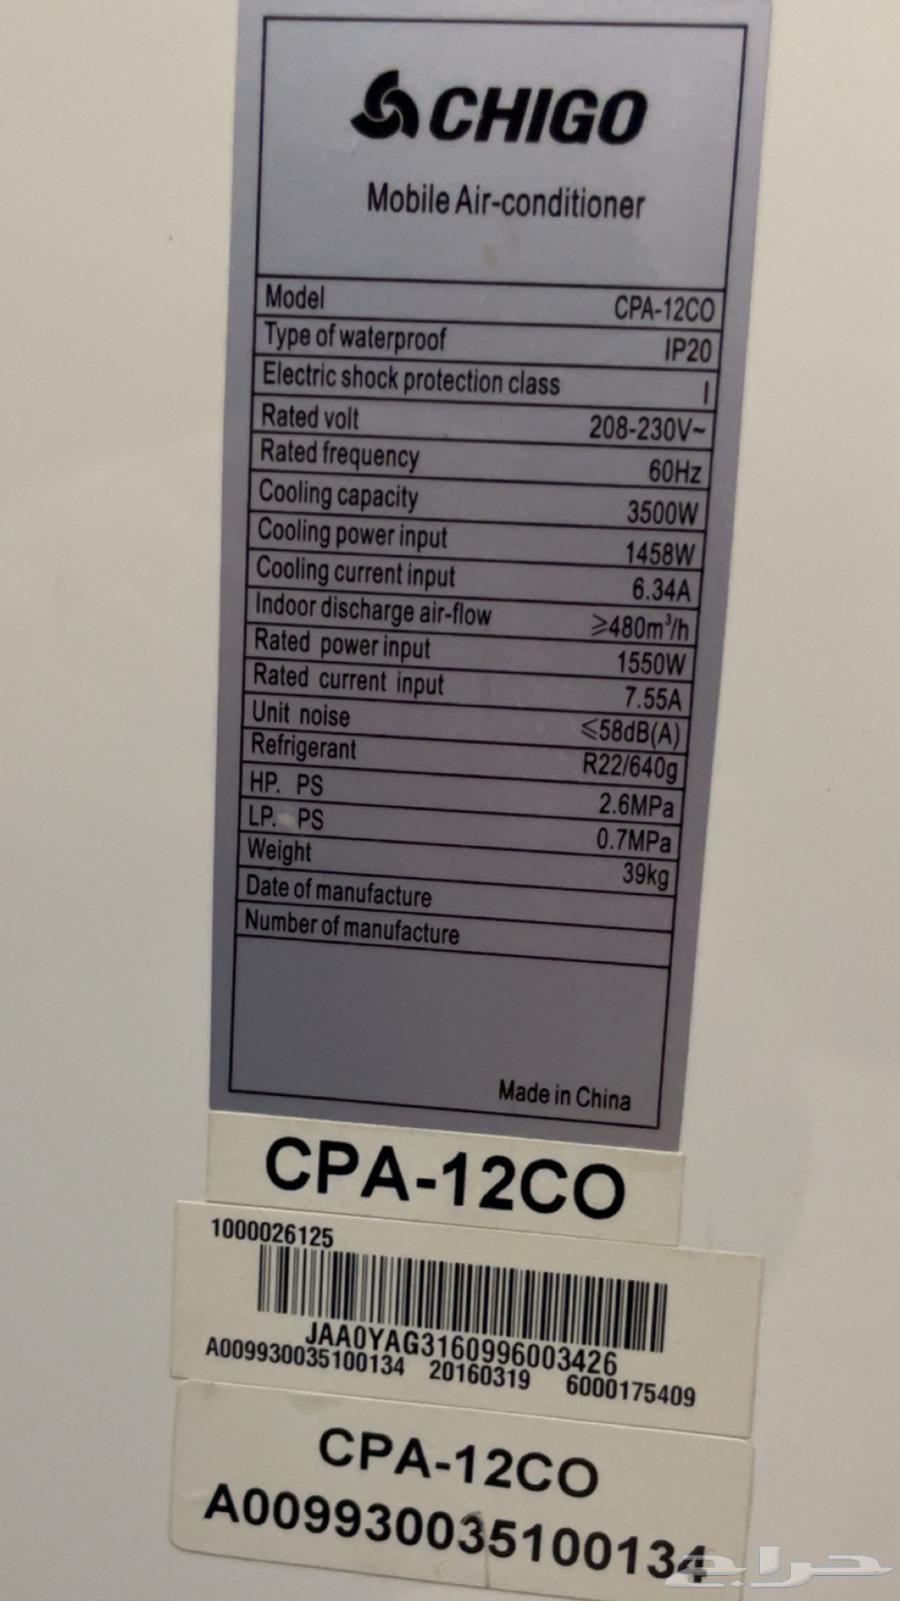 CHIGO
Mobile Air-conditioner
Model CPA-12CO
Type of waterproof IP20
Electric shock protection class I
Rated volt 208-230V~
Rated frequency 60Hz
Cooling capacity 3500W
Cooling power input 1458W
Cooling current input 6.34A
Indoor discharge air-flow ≥480m³/h
Rated power input 1550W
Rated current input 7.55A
Unit noise ≤58dB(A)
Refrigerant R22/640g
HP. PS 2.6MPa
LP. PS 0.7MPa
Weight 39kg
Date of manufacture
Number of manufacture
Made in China
CPA-12CO
1000026125
JAA0YAG3160996003426
A009930035100134 20160319 6000175409
CPA-12CO
A009930035100134
حراج